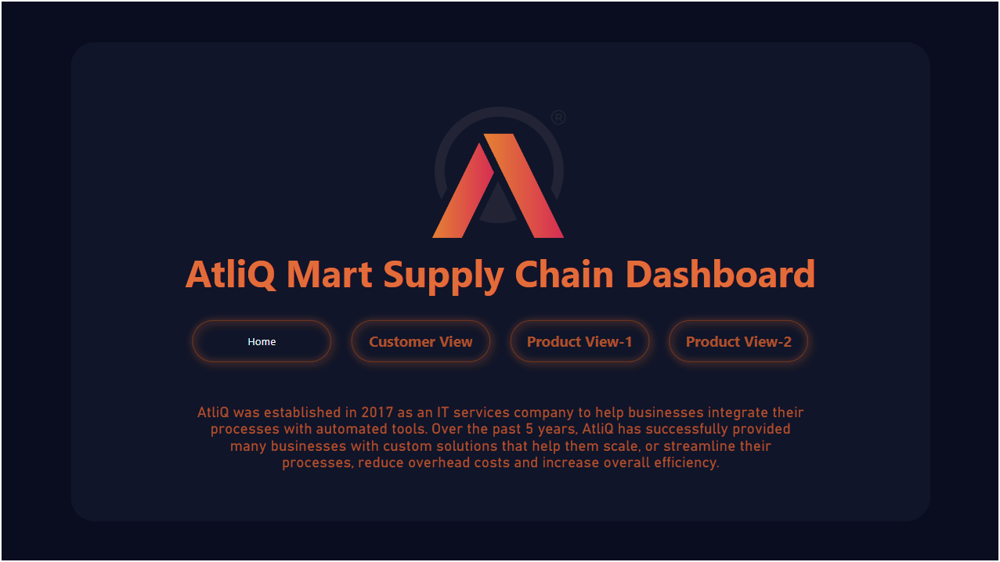 ®
AtliQ Mart Supply Chain Dashboard
Home
Customer View
Product View-1
Product View-2
AtliQ was established in 2017 as an IT services company to help businesses integrate their
processes with automated tools. Over the past 5 years, AtliQ has successfully provided
many businesses with custom solutions that help them scale, or streamline their
processes, reduce overhead costs and increase overall efficiency.